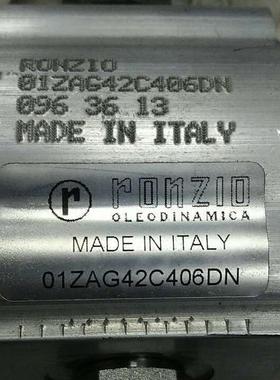 RONZIO
01ZAG42C406DN
096 36 13
MADE IN ITALY
r ronzio
OLEODINAMICA
MADE IN ITALY
01ZAG42C406DN